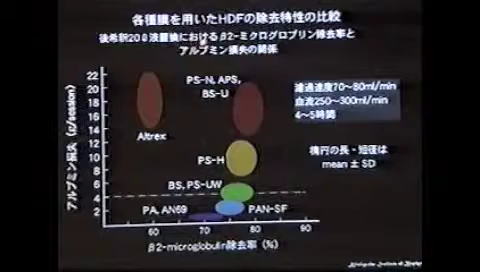 各種膜を用いたHDFの除去特性の比較
後希釈20ℓ液置換におけるβ2-ミクログロブリン除去率と
アルブミン損失の関係
アルブミン損失 (g/session)
22
20
18
16
14
12
10
8
6
4
2
PS-N, APS,
BS-U
Altrex
PS-H
BS, PS-UW
PA, AN69
PAN-SF
濾過速度70〜80ml/min
血流250〜300ml/min
4〜5時間
楕円の長・短径は
mean ± SD
60
70
80
90
β2-microglobulin除去率 (%)